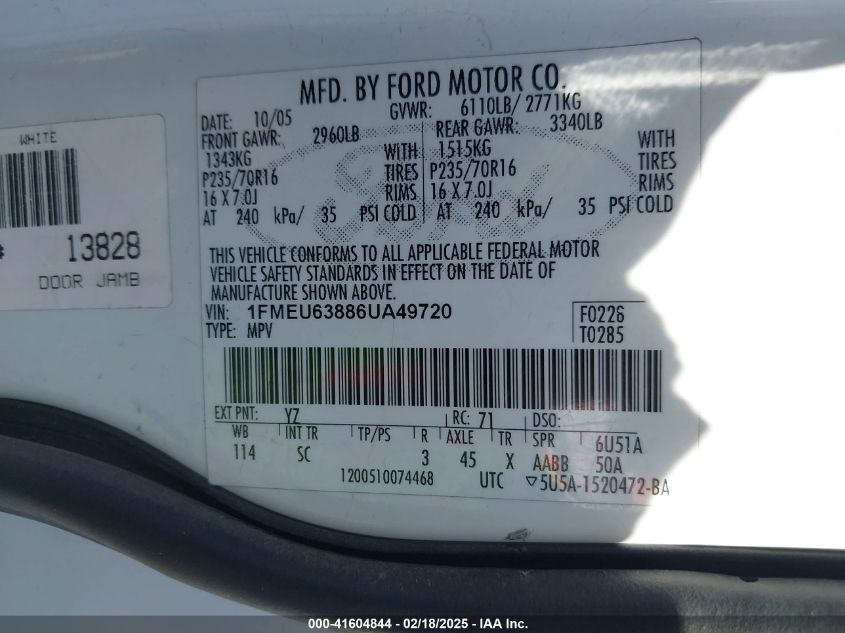 WHITE
13828
DOOR JAMB
MFD. BY FORD MOTOR CO.
DATE: 10/05 GVWR: 6110LB/ 2771KG
FRONT GAWR: 2960LB REAR GAWR: 3340LB
1343KG WITH 1515KG WITH
P235/70R16 TIRES P235/70R16 TIRES
16 X 7.0J RIMS 16 X 7.0J RIMS
AT 240 kPa/ 35 PSI COLD AT 240 kPa/ 35 PSI COLD
THIS VEHICLE CONFORMS TO ALL APPLICABLE FEDERAL MOTOR
VEHICLE SAFETY STANDARDS IN EFFECT ON THE DATE OF
MANUFACTURE SHOWN ABOVE.
VIN: 1FMEU63886UA49720 F0226
TYPE: MPV T0285
EXT PNT: YZ RC: 71 DSO:
WB INT TR TP/PS R AXLE TR SPR 6U51A
114 SC 3 45 X AABB 50A
1200510074468 UTC ▽5U5A-1520472-BA
000-41604844 - 02/18/2025 - IAA Inc.